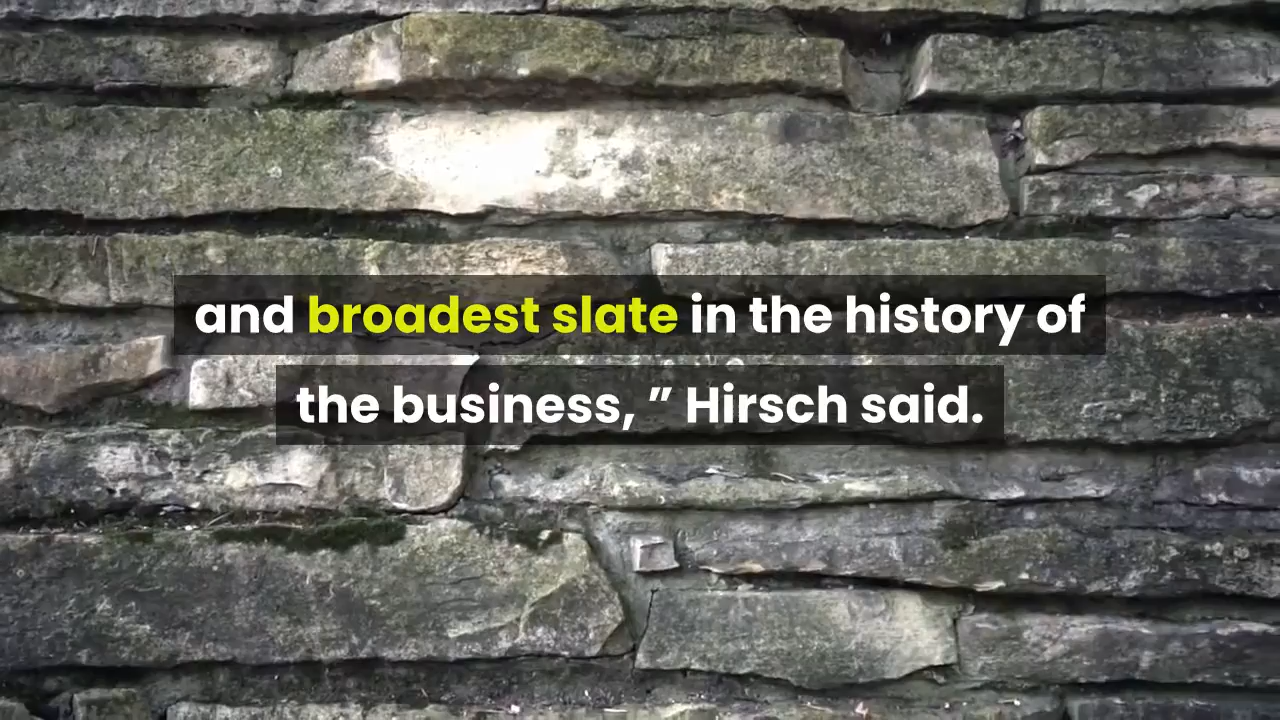 and broadest slate in the history of
the business, ” Hirsch said.